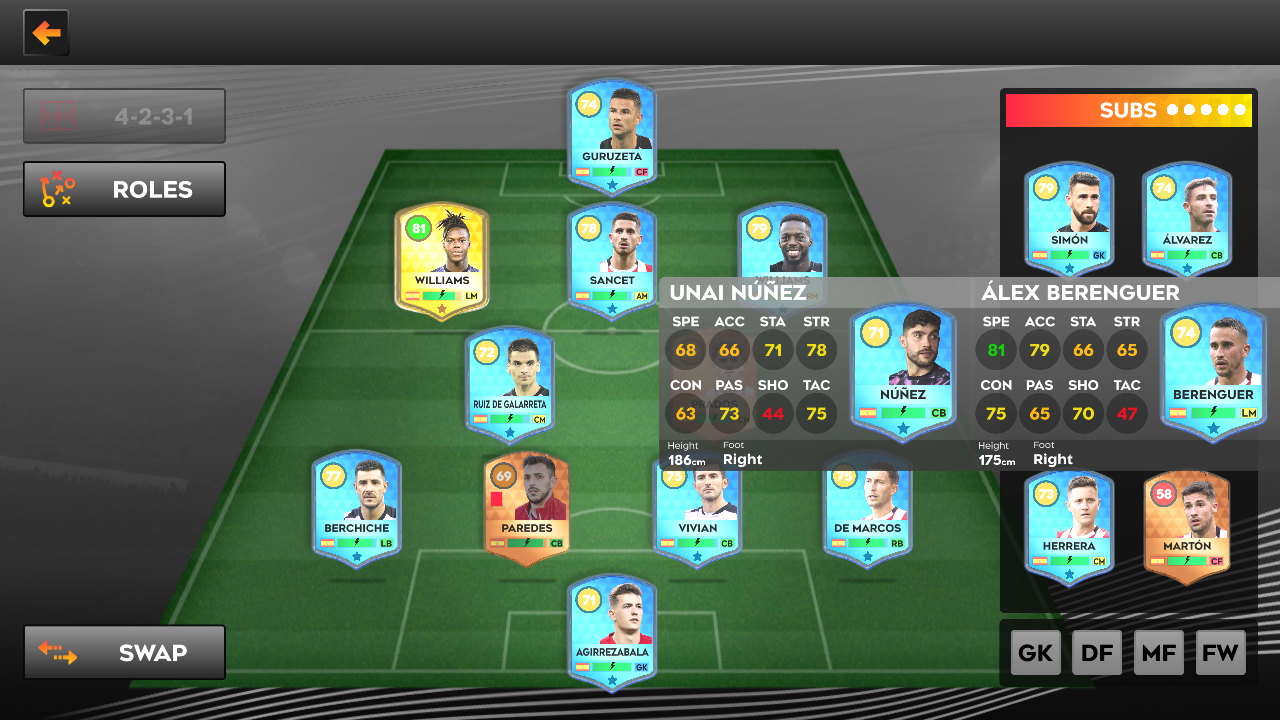 4-2-3-1
ROLES
SWAP
74
GURUZETA
CF
81
WILLIAMS
LM
78
SANCET
AM
79
WILLIAMS
RM
72
RUIZ DE GALARRETA
CM
PRADOS
77
BERCHICHE
LB
69
PAREDES
CB
75
VIVIAN
CB
DE MARCOS
RB
71
AGIRREZABALA
GK
SUBS
79
SIMÓN
GK
74
ÁLVAREZ
CB
UNAI NÚÑEZ
SPE ACC STA STR
68 66 71 78
CON PAS SHO TAC
63 73 44 75
Height Foot
186cm Right
71
NÚÑEZ
CB
ÁLEX BERENGUER
SPE ACC STA STR
81 79 66 65
CON PAS SHO TAC
75 65 70 47
Height Foot
175cm Right
74
BERENGUER
LM
73
HERRERA
CM
58
MARTÓN
CF
GK DF MF FW